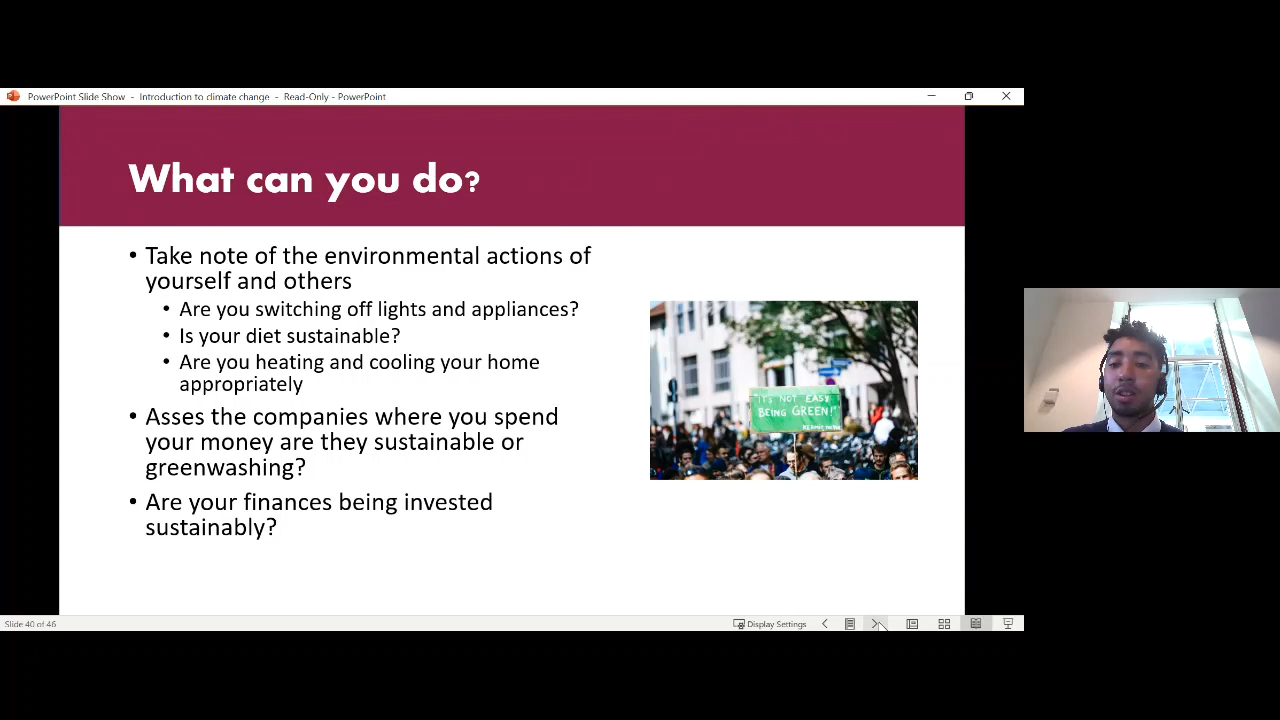 PowerPoint Slide Show - Introduction to climate change - Read-Only - PowerPoint
What can you do?
• Take note of the environmental actions of
yourself and others
• Are you switching off lights and appliances?
• Is your diet sustainable?
• Are you heating and cooling your home
appropriately
• Asses the companies where you spend
your money are they sustainable or
greenwashing?
• Are your finances being invested
sustainably?
"IT'S NOT EASY
BEING GREEN!"
Slide 40 of 46
Display Settings